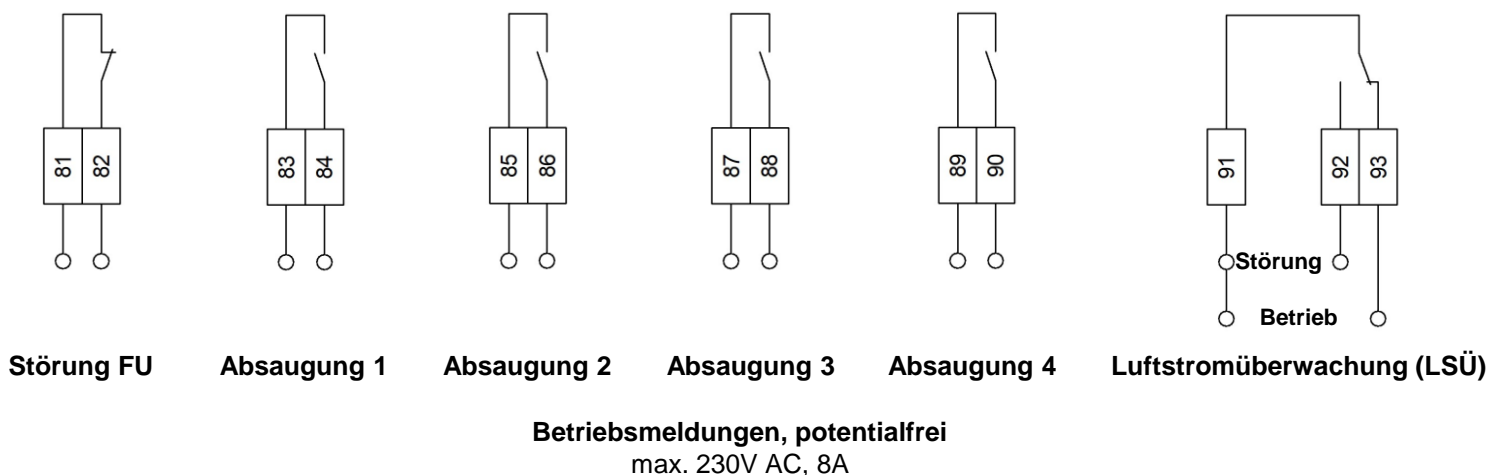 81 82 83 84 85 86 87 88 89 90 91 92 93
Störung
Betrieb
Störung FU Absaugung 1 Absaugung 2 Absaugung 3 Absaugung 4 Luftstromüberwachung (LSÜ)
Betriebsmeldungen, potentialfrei
max. 230V AC, 8A